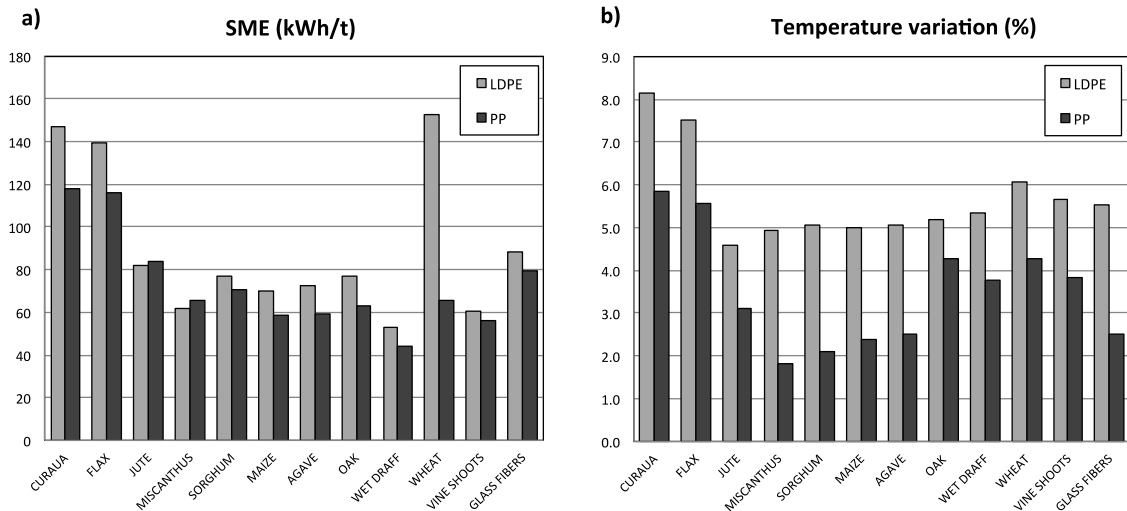 a)
SME (kWh/t)
180
160
140
120
100
80
60
40
20
0
LDPE
PP
CURAUA
FLAX
JUTE
MISCANTHUS
SORGHUM
MAIZE
AGAVE
OAK
WET DRAFF
WHEAT
VINE SHOOTS
GLASS FIBERS
b)
Temperature variation (%)
9.0
8.0
7.0
6.0
5.0
4.0
3.0
2.0
1.0
0.0
LDPE
PP
CURAUA
FLAX
JUTE
MISCANTHUS
SORGHUM
MAIZE
AGAVE
OAK
WET DRAFF
WHEAT
VINE SHOOTS
GLASS FIBERS